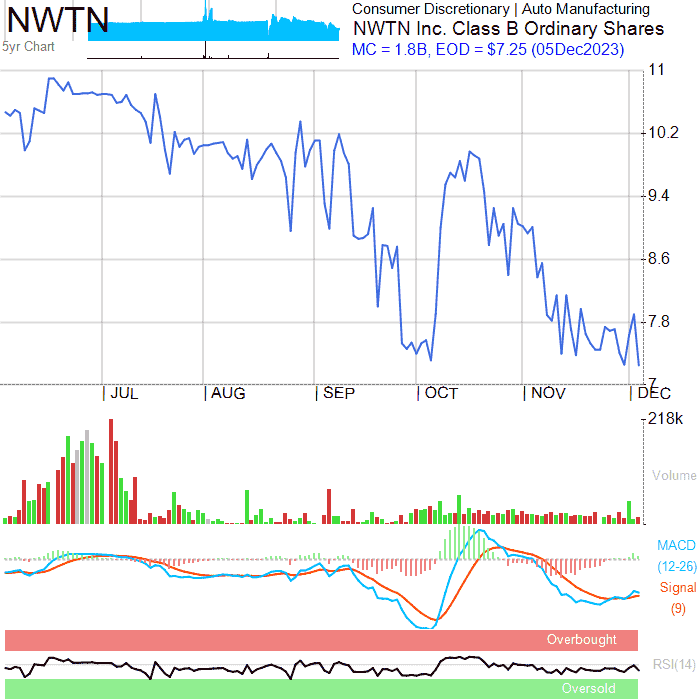 NWTN
5yr Chart
Consumer Discretionary | Auto Manufacturing
NWTN Inc. Class B Ordinary Shares
MC = 1.8B, EOD = $7.25 (05Dec2023)
11
10.2
9.4
8.6
7.8
7
| JUL | AUG | SEP | OCT | NOV | DEC
218k
Volume
MACD
(12-26)
Signal
(9)
Overbought
RSI(14)
Oversold